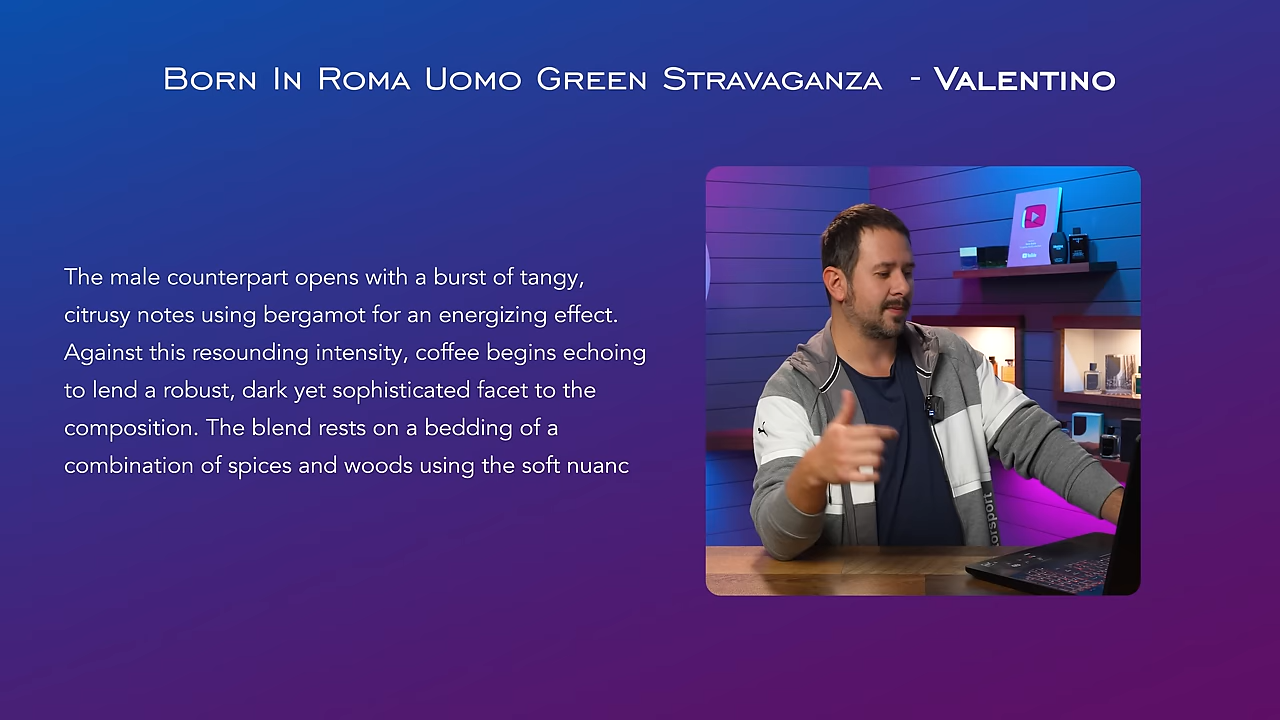 Born In Roma Uomo Green Stravaganza - Valentino
The male counterpart opens with a burst of tangy,
citrusy notes using bergamot for an energizing effect.
Against this resounding intensity, coffee begins echoing
to lend a robust, dark yet sophisticated facet to the
composition. The blend rests on a bedding of a
combination of spices and woods using the soft nuanc